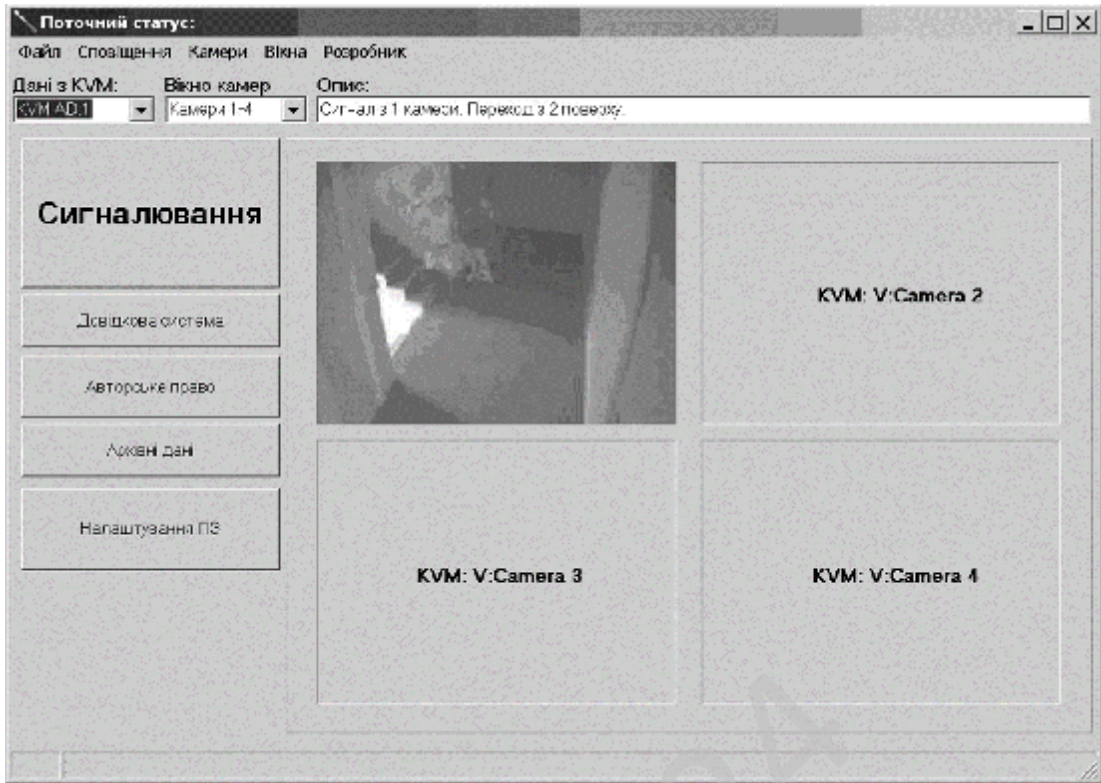 Поточний статус:
Файл Сповіщення Камери Вікна Розробник
Дані з KVM: Вікно камер Опис:
KVM AD.1 Камери 1-4 Сигнал з 1 камери. Переход з 2 поверху.
Сигналювання
Довідкова система
Авторське право
Архівні дані
Налаштування ПЗ
KVM: V:Camera 2
KVM: V:Camera 3
KVM: V:Camera 4